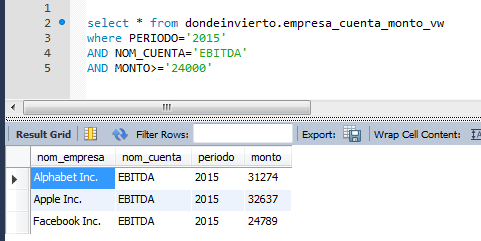 1
2 select * from dondeinvierto.empresa_cuenta_monto_vw
3 where PERIODO='2015'
4 AND NOM_CUENTA='EBITDA'
5 AND MONTO>='24000'
Result Grid Filter Rows: Export: Wrap Cell Content:
nom_empresa nom_cuenta periodo monto
Alphabet Inc. EBITDA 2015 31274
Apple Inc. EBITDA 2015 32637
Facebook Inc. EBITDA 2015 24789